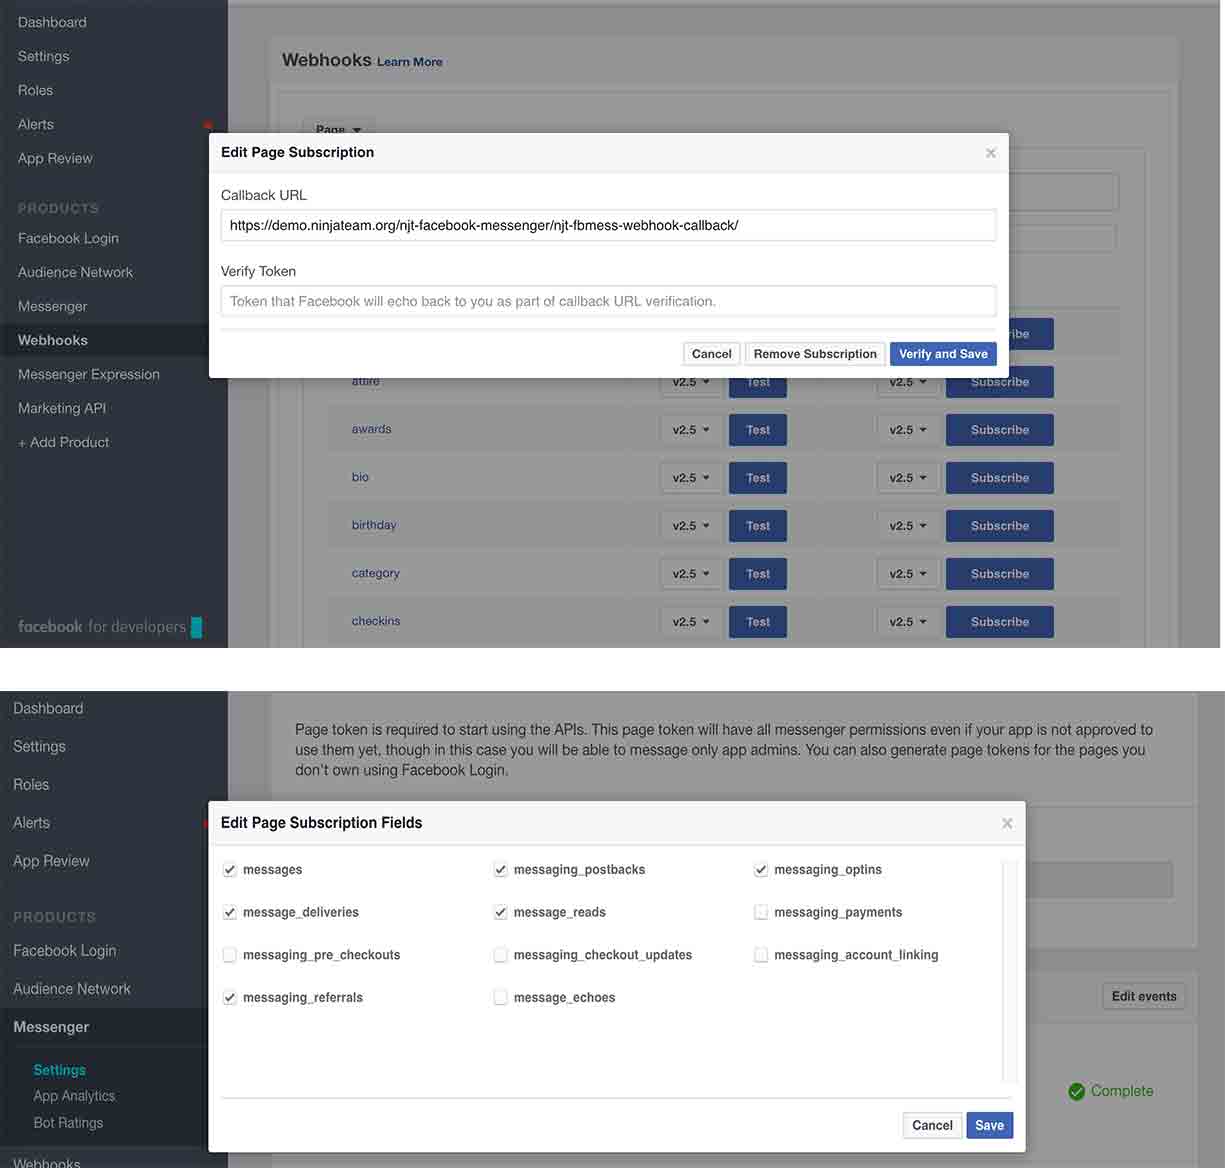 Dashboard
Settings
Roles
Alerts
App Review
PRODUCTS
Facebook Login
Audience Network
Messenger
Webhooks
Messenger Expression
Marketing API
+ Add Product
facebook for developers
Webhooks Learn More
Page
Edit Page Subscription
Callback URL
https://demo.ninjateam.org/njt-facebook-messenger/njt-fbmess-webhook-callback/
Verify Token
Token that Facebook will echo back to you as part of callback URL verification.
Cancel Remove Subscription Verify and Save
ibe
attire v2.5 Test v2.5 Subscribe
awards v2.5 Test v2.5 Subscribe
bio v2.5 Test v2.5 Subscribe
birthday v2.5 Test v2.5 Subscribe
category v2.5 Test v2.5 Subscribe
checkins v2.5 Test v2.5 Subscribe
Dashboard
Settings
Roles
Alerts
App Review
PRODUCTS
Facebook Login
Audience Network
Messenger
Settings
App Analytics
Bot Ratings
Webhooks
Page token is required to start using the APIs. This page token will have all messenger permissions even if your app is not approved to
use them yet, though in this case you will be able to message only app admins. You can also generate page tokens for the pages you
don't own using Facebook Login.
Edit Page Subscription Fields
messages messaging_postbacks messaging_optins
message_deliveries message_reads messaging_payments
messaging_pre_checkouts messaging_checkout_updates messaging_account_linking
messaging_referrals message_echoes
Cancel Save
Edit events
Complete